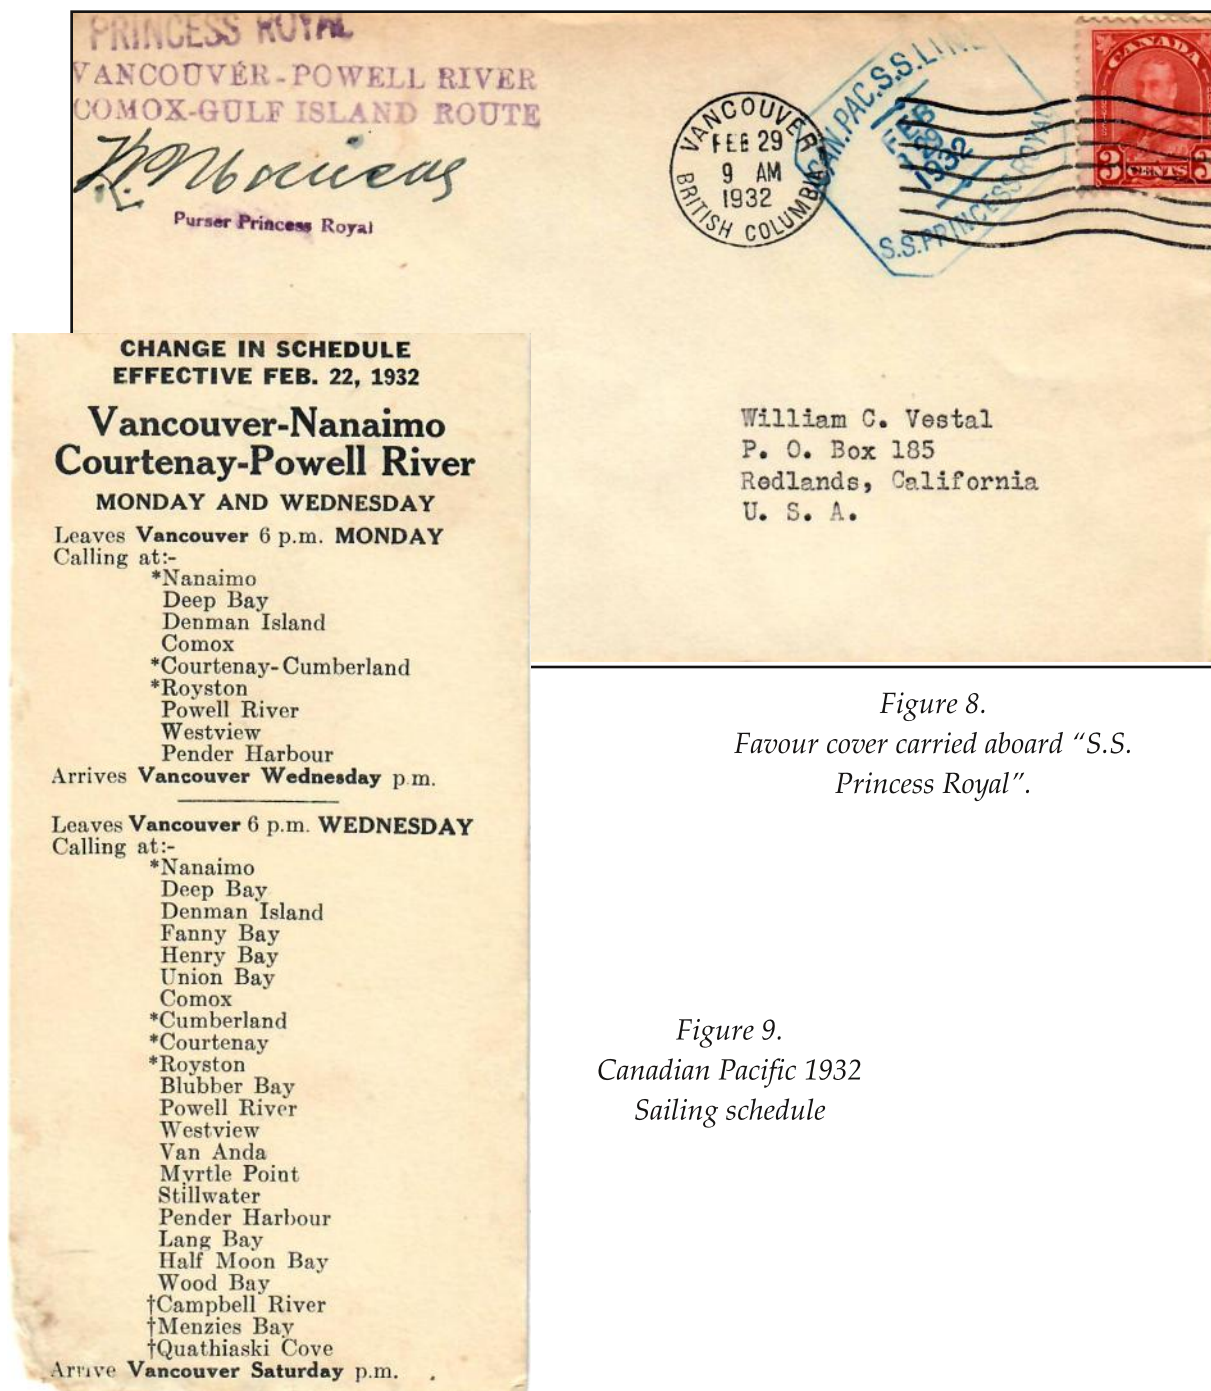 PRINCESS ROYAL
VANCOUVER-POWELL RIVER
COMOX-GULF ISLAND ROUTE
Purser Princess Royal
VANCOUVER
FEB 29
9 AM
1932
BRITISH COLUMBIA
CAN.PAC.S.S.LINE
FEB
1932
S.S.PRINCESS ROYAL
CANADA
3 CENTS 3
William C. Vestal
P. O. Box 185
Redlands, California
U. S. A.
CHANGE IN SCHEDULE
EFFECTIVE FEB. 22, 1932
Vancouver-Nanaimo
Courtenay-Powell River
MONDAY AND WEDNESDAY
Leaves Vancouver 6 p.m. MONDAY
Calling at:-
*Nanaimo
Deep Bay
Denman Island
Comox
*Courtenay-Cumberland
*Royston
Powell River
Westview
Pender Harbour
Arrives Vancouver Wednesday p.m.
Leaves Vancouver 6 p.m. WEDNESDAY
Calling at:-
*Nanaimo
Deep Bay
Denman Island
Fanny Bay
Henry Bay
Union Bay
Comox
*Cumberland
*Courtenay
*Royston
Blubber Bay
Powell River
Westview
Van Anda
Myrtle Point
Stillwater
Pender Harbour
Lang Bay
Half Moon Bay
Wood Bay
†Campbell River
†Menzies Bay
†Quathiaski Cove
Arrive Vancouver Saturday p.m.
Figure 8.
Favour cover carried aboard “S.S.
Princess Royal”.
Figure 9.
Canadian Pacific 1932
Sailing schedule